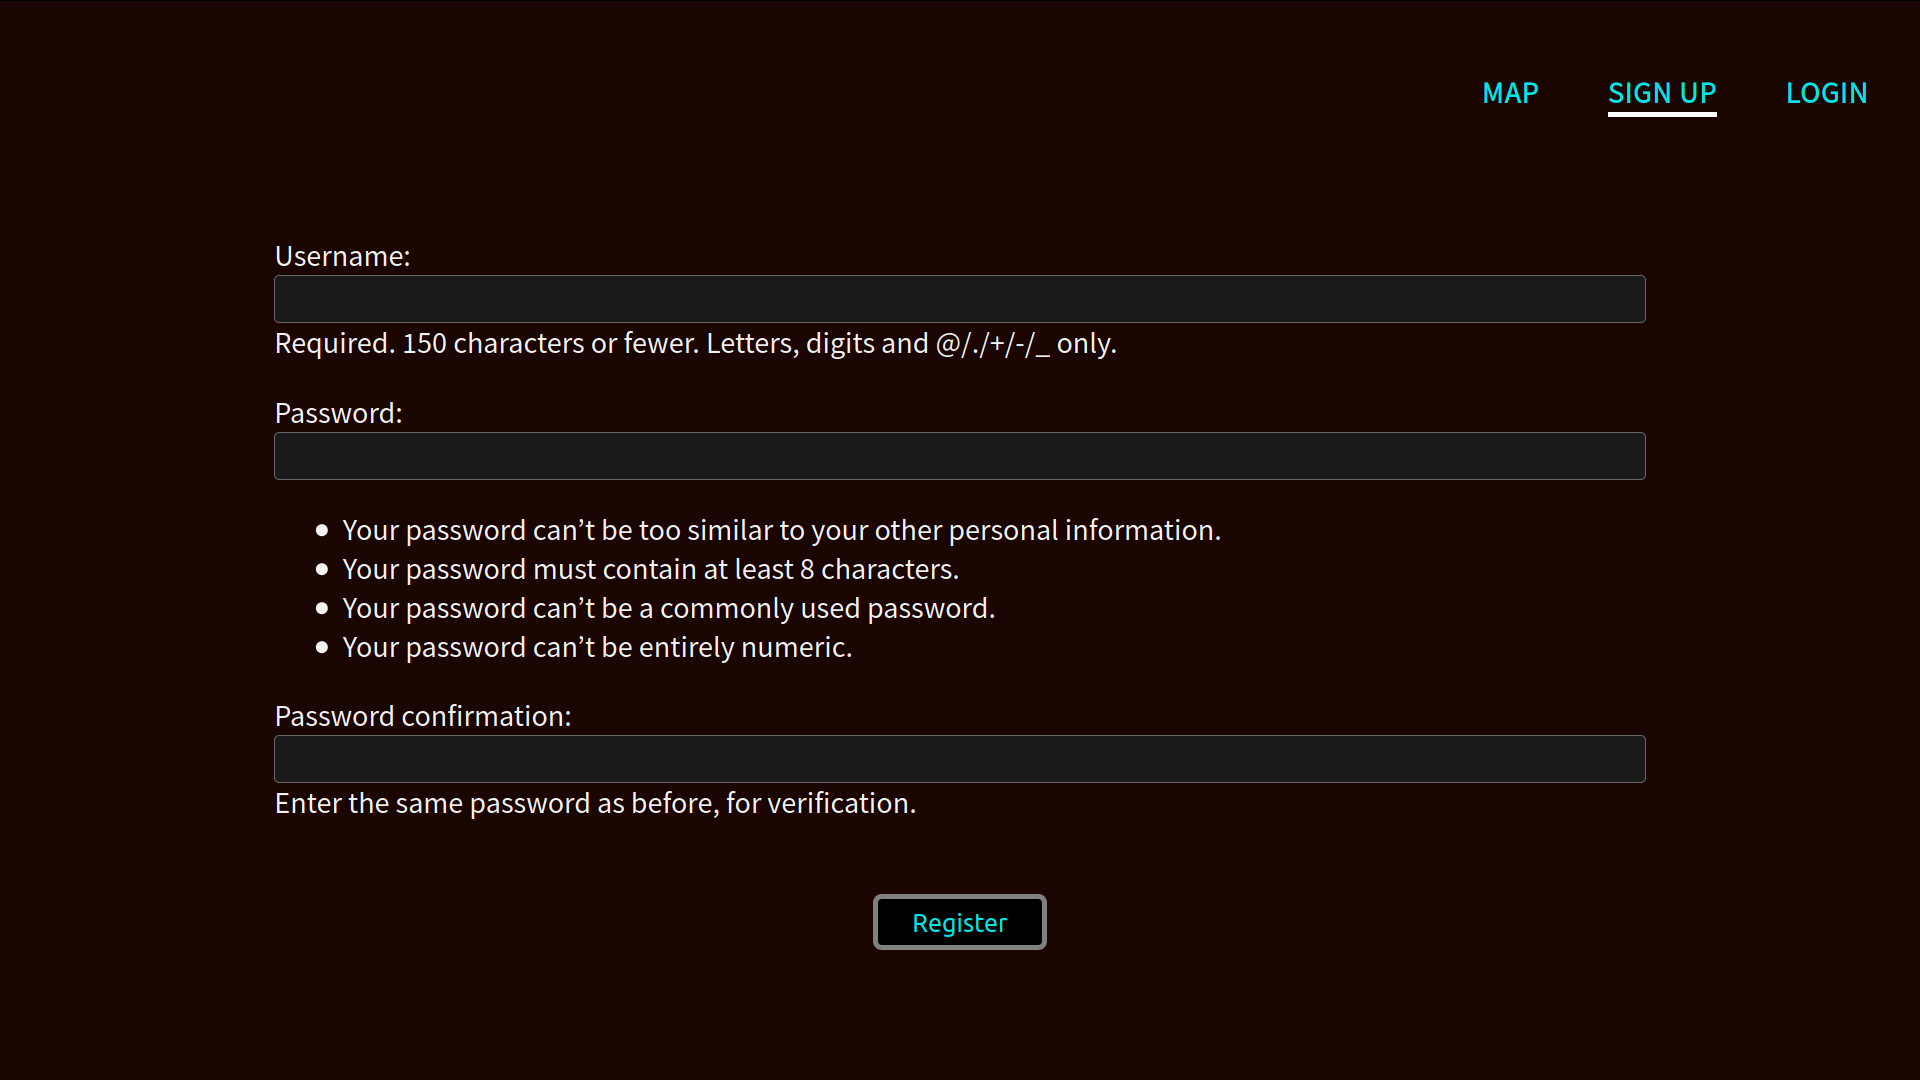 MAP SIGN UP LOGIN
Username:
Required. 150 characters or fewer. Letters, digits and @/./+/-/_ only.
Password:
Your password can’t be too similar to your other personal information.
Your password must contain at least 8 characters.
Your password can’t be a commonly used password.
Your password can’t be entirely numeric.
Password confirmation:
Enter the same password as before, for verification.
Register